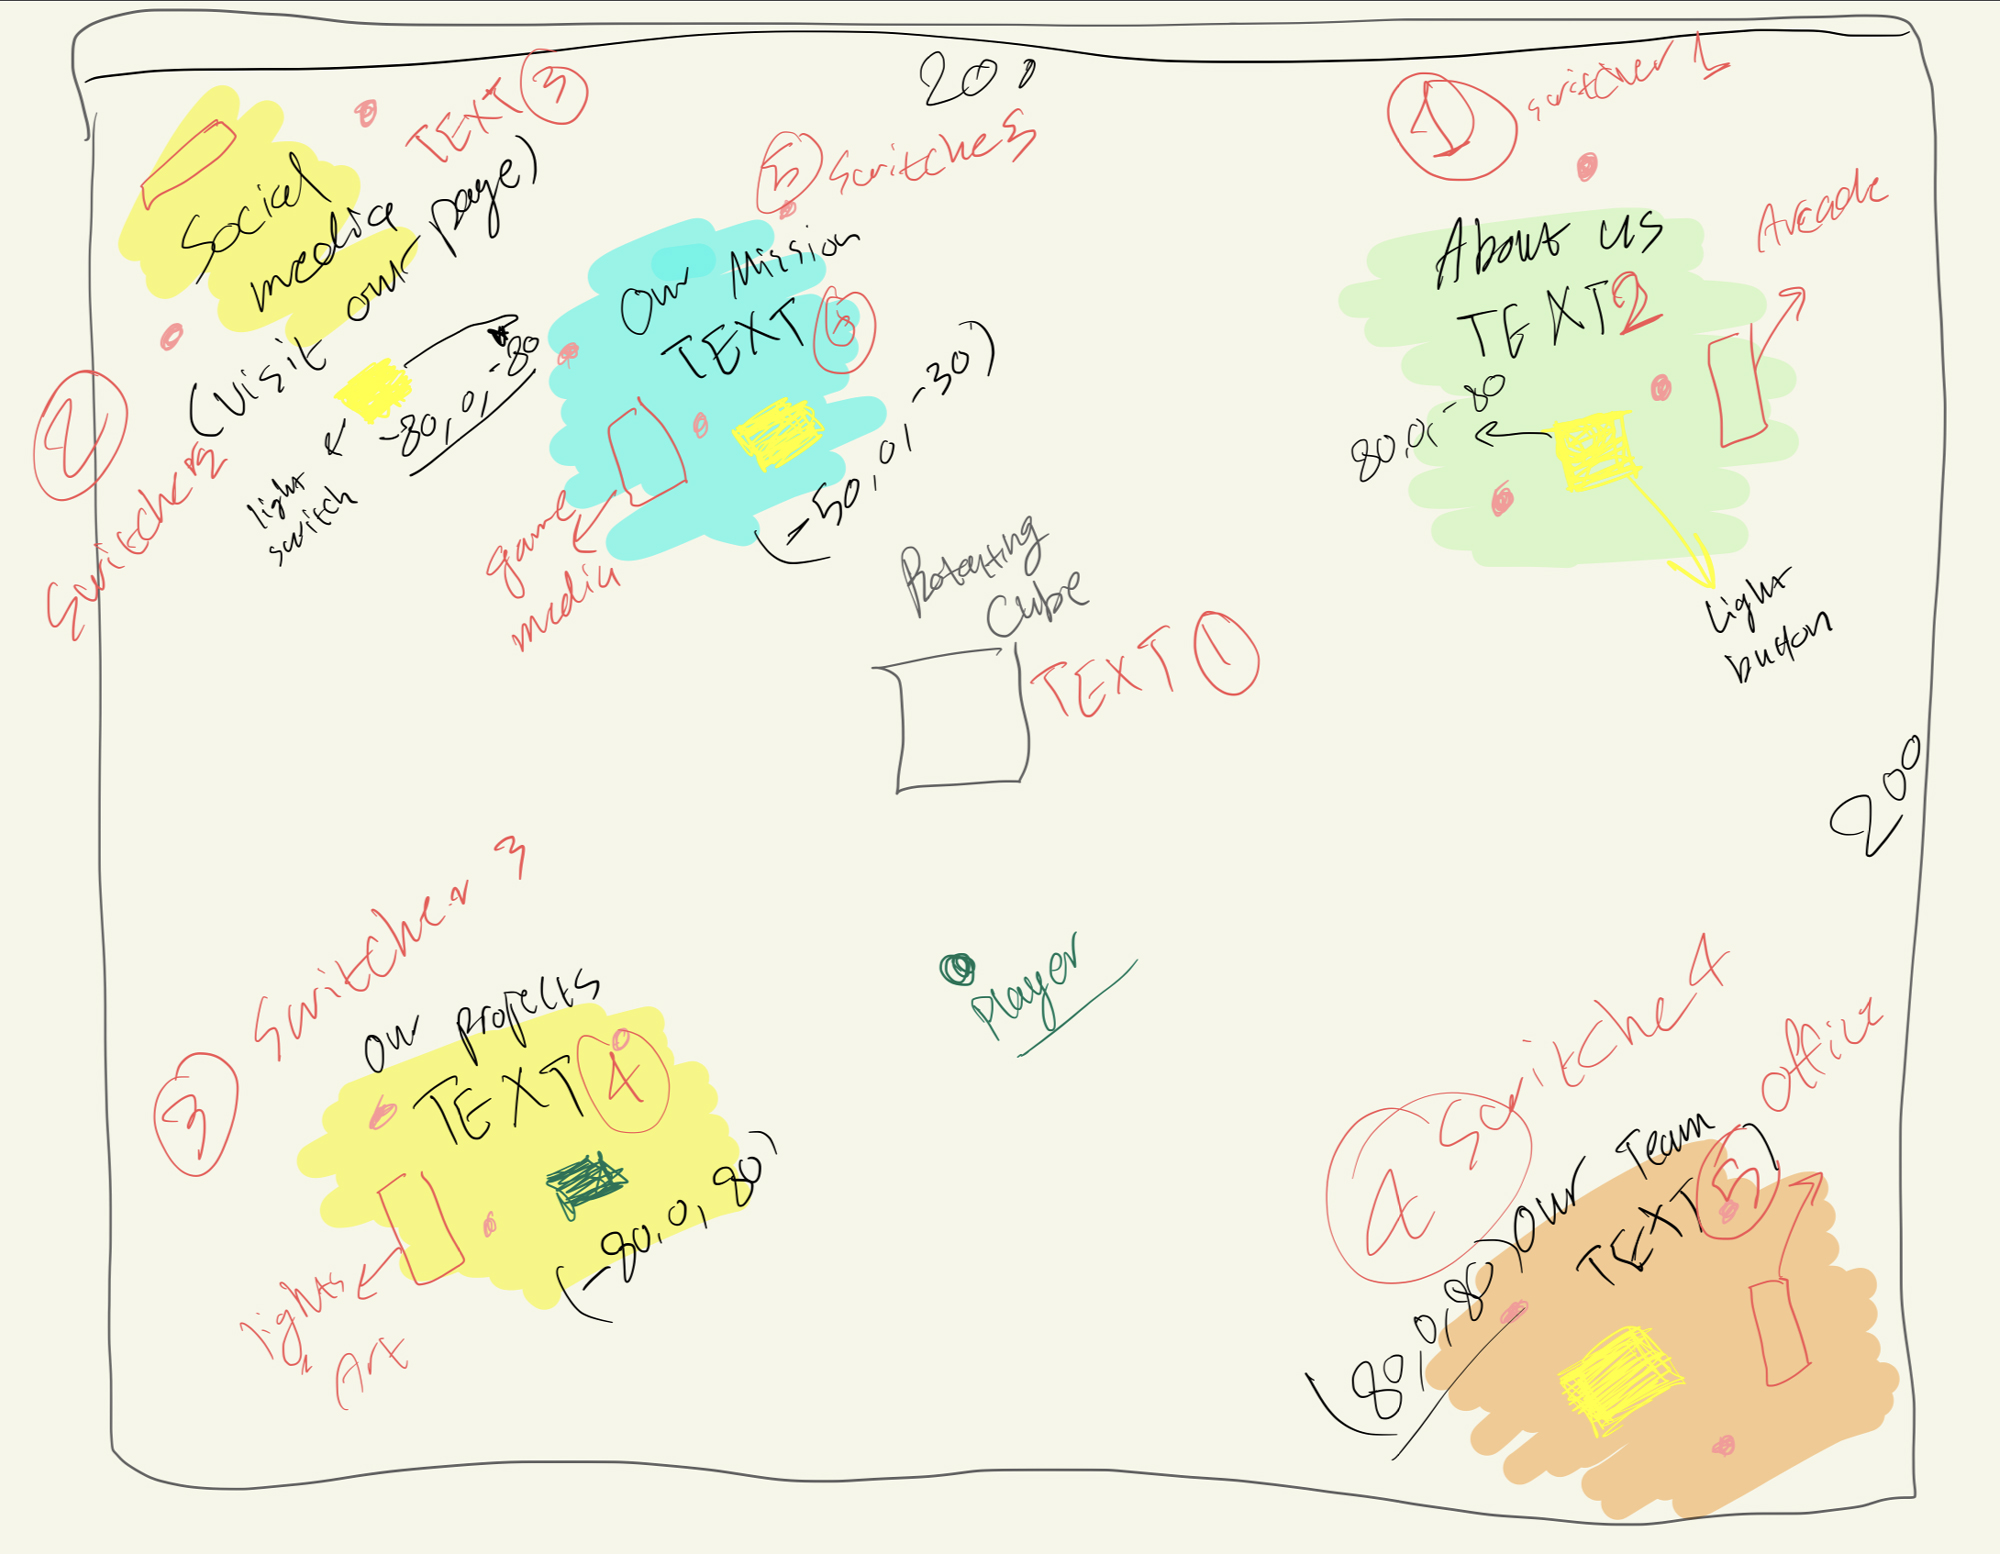 200
TEXT 3
Social
media
(visit our page)
-80, 0, -80
light
switch
2
Switcher 2
5 Switche 5
Our Mission
TEXT
(-50, 0, -30)
game
media
1 switcher 1
Arcade
About us
TEXT 2
80,0,-80
light
button
Rotating
Cube
TEXT 1
200
Switcher 3
3
Our projects
TEXT 4
(-80, 0, 80)
lights
Art
Player
4 Switche 4
Office
Our Team
TEXT 5
(80,0,80)